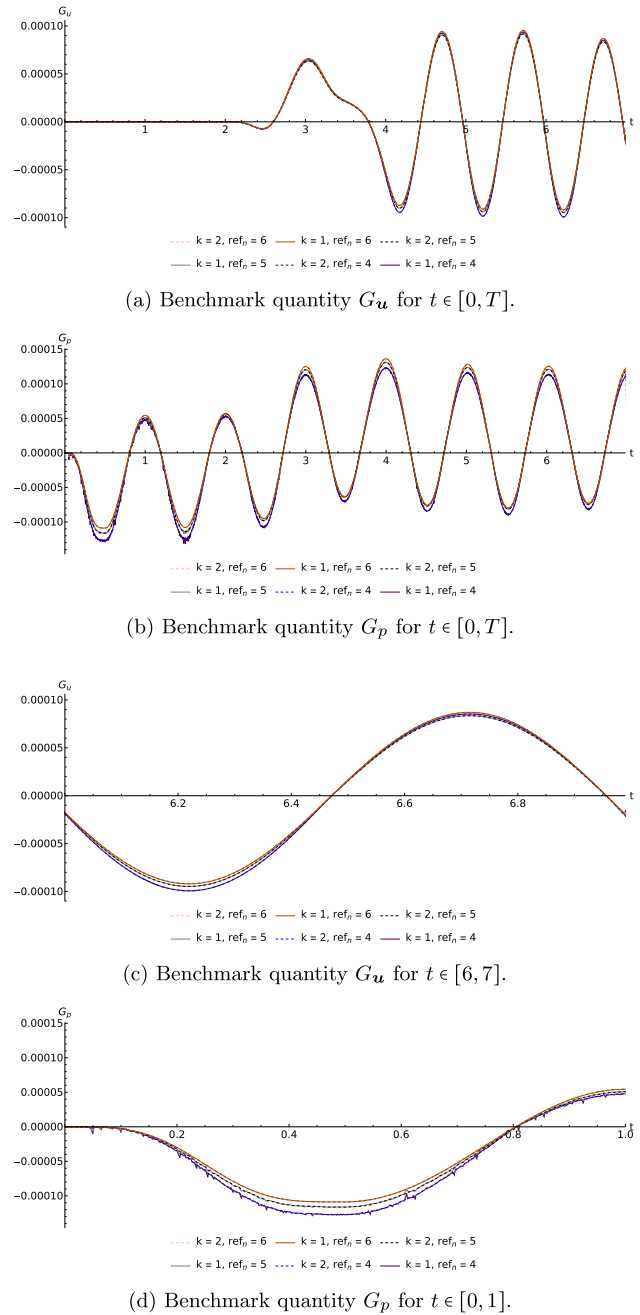 G_u
0.00010
0.00005
0.00000
−0.00005
−0.00010
1 2 3 4 5 6 t
k = 2, ref_n = 6 k = 1, ref_n = 6 k = 2, ref_n = 5
k = 1, ref_n = 5 k = 2, ref_n = 4 k = 1, ref_n = 4
(a) Benchmark quantity G_u for t ∈ [0, T].
G_p
0.00015
0.00010
0.00005
0.00000
−0.00005
−0.00010
1 2 3 4 5 6 t
k = 2, ref_n = 6 k = 1, ref_n = 6 k = 2, ref_n = 5
k = 1, ref_n = 5 k = 2, ref_n = 4 k = 1, ref_n = 4
(b) Benchmark quantity G_p for t ∈ [0, T].
G_u
0.00010
0.00005
0.00000
−0.00005
−0.00010
6.2 6.4 6.6 6.8 t
k = 2, ref_n = 6 k = 1, ref_n = 6 k = 2, ref_n = 5
k = 1, ref_n = 5 k = 2, ref_n = 4 k = 1, ref_n = 4
(c) Benchmark quantity G_u for t ∈ [6, 7].
G_p
0.00015
0.00010
0.00005
0.00000
−0.00005
−0.00010
0.2 0.4 0.6 0.8 1.0 t
k = 2, ref_n = 6 k = 1, ref_n = 6 k = 2, ref_n = 5
k = 1, ref_n = 5 k = 2, ref_n = 4 k = 1, ref_n = 4
(d) Benchmark quantity G_p for t ∈ [0, 1].